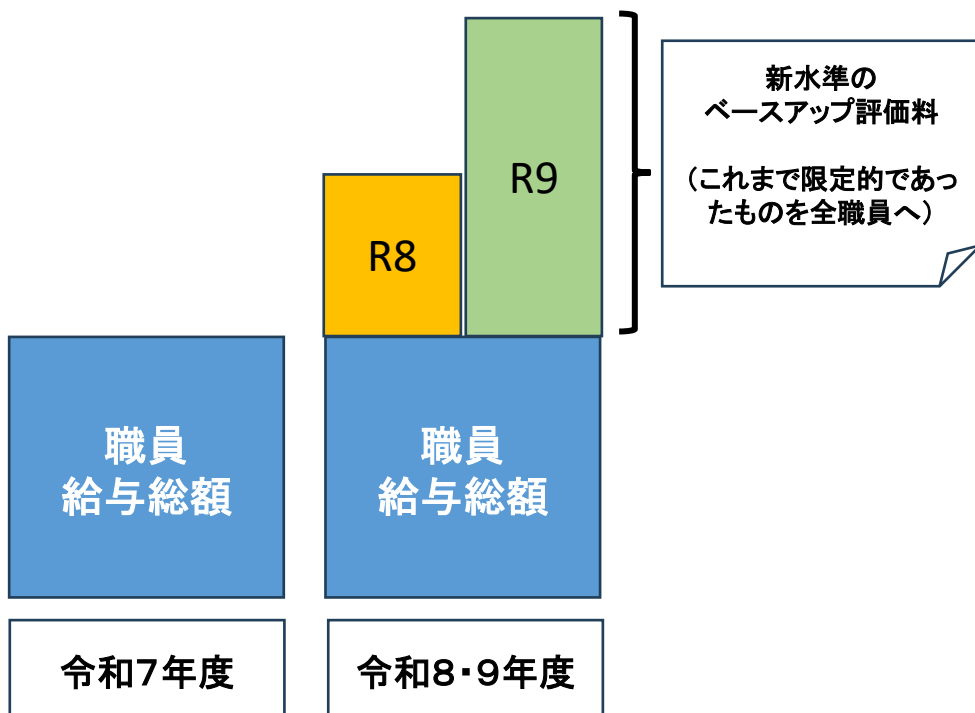 新水準の
ベースアップ評価料
（これまで限定的であっ
たものを全職員へ）
R9
R8
職員
給与総額
職員
給与総額
令和７年度
令和８・９年度